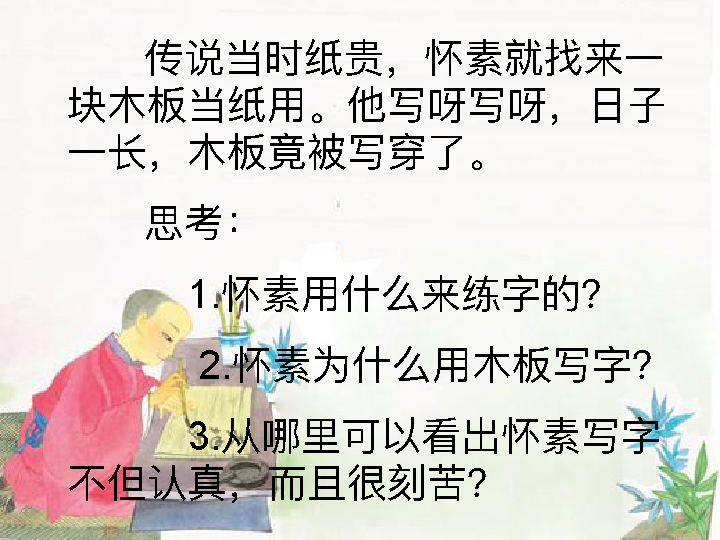 传说当时纸贵，怀素就找来一
块木板当纸用。他写呀写呀，日子
一长，木板竟被写穿了。
思考：
1.怀素用什么来练字的?
2.怀素为什么用木板写字?
3.从哪里可以看出怀素写字
不但认真，而且很刻苦?